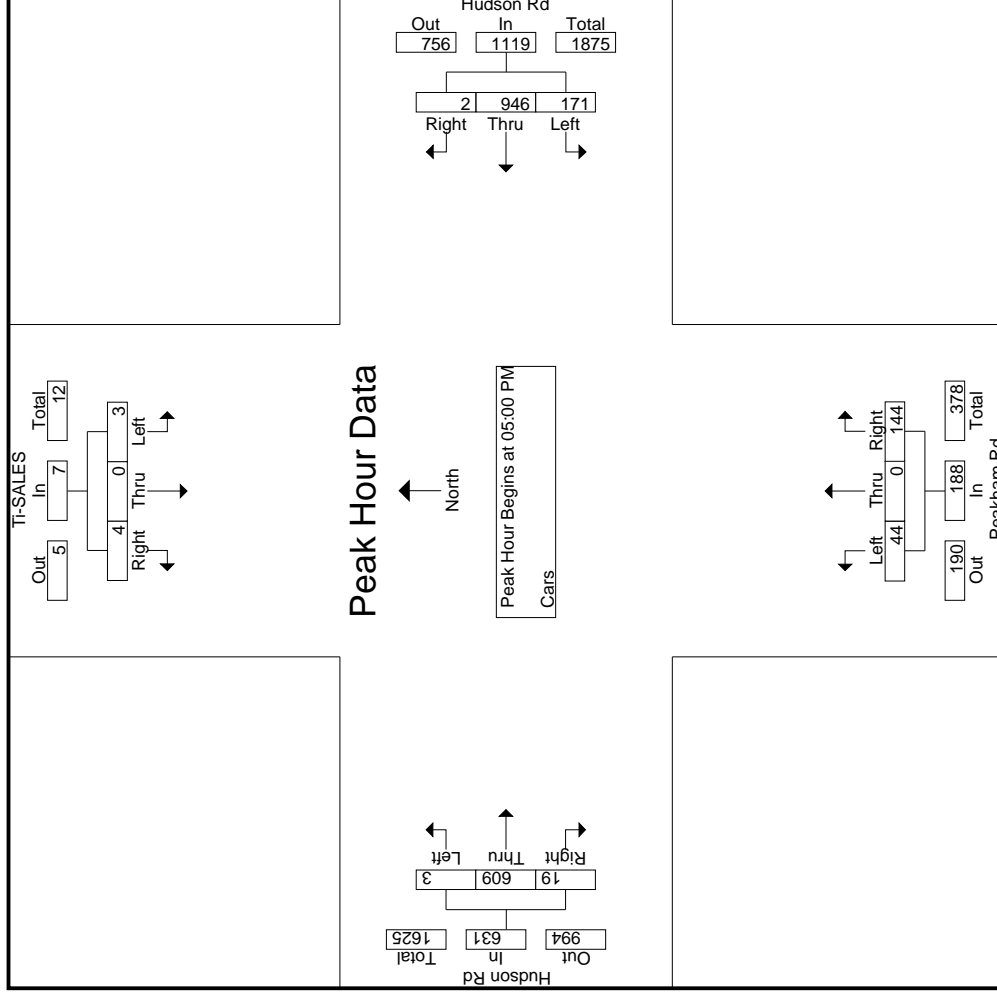 Hudson Rd
Out In Total
756 1119 1875
2 946 171
Right Thru Left
Ti-SALES
Out In Total
5 7 12
4 0 3
Right Thru Left
Peak Hour Data
North
Peak Hour Begins at 05:00 PM
Cars
Left Thru Right
44 0 144
190 188 378
Out In Total
Peakham Rd
Left Thru Right
3 609 19
1625 631 994
Total In Out
Hudson Rd